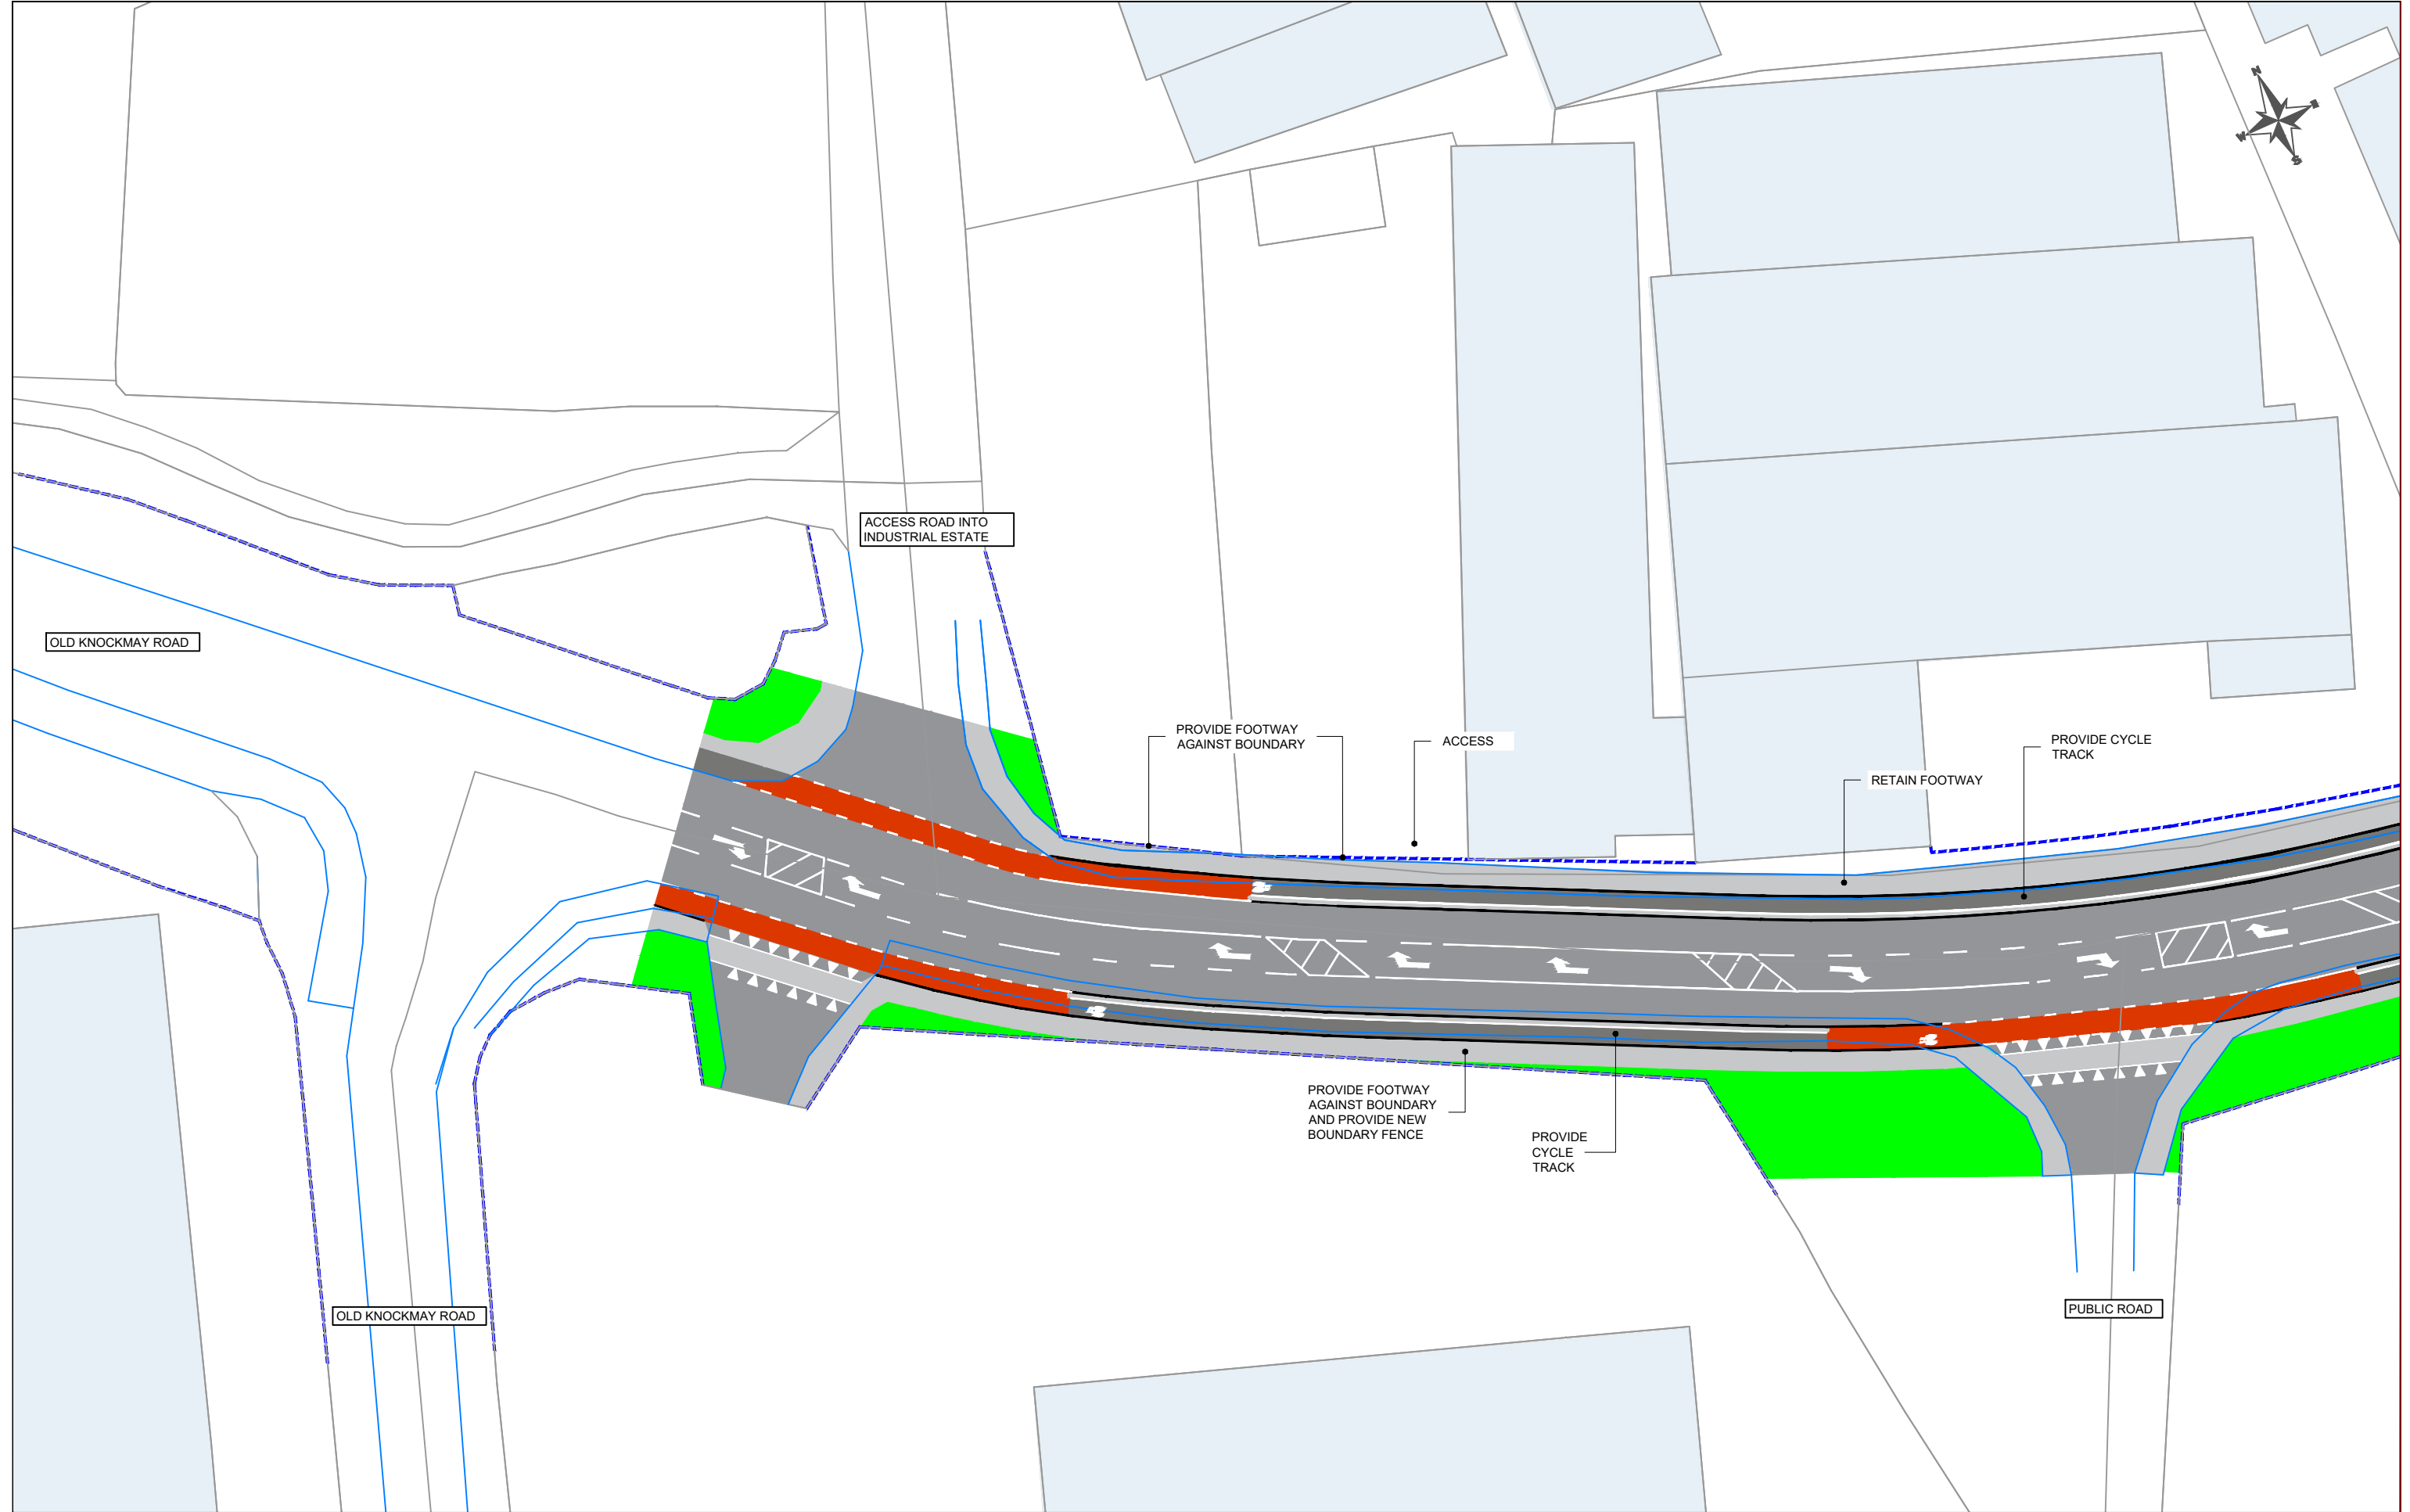 N
E
W
S
ACCESS ROAD INTO
INDUSTRIAL ESTATE
OLD KNOCKMAY ROAD
PROVIDE FOOTWAY
AGAINST BOUNDARY
ACCESS
PROVIDE CYCLE
TRACK
RETAIN FOOTWAY
PROVIDE FOOTWAY
AGAINST BOUNDARY
AND PROVIDE NEW
BOUNDARY FENCE
PROVIDE
CYCLE
TRACK
OLD KNOCKMAY ROAD
PUBLIC ROAD